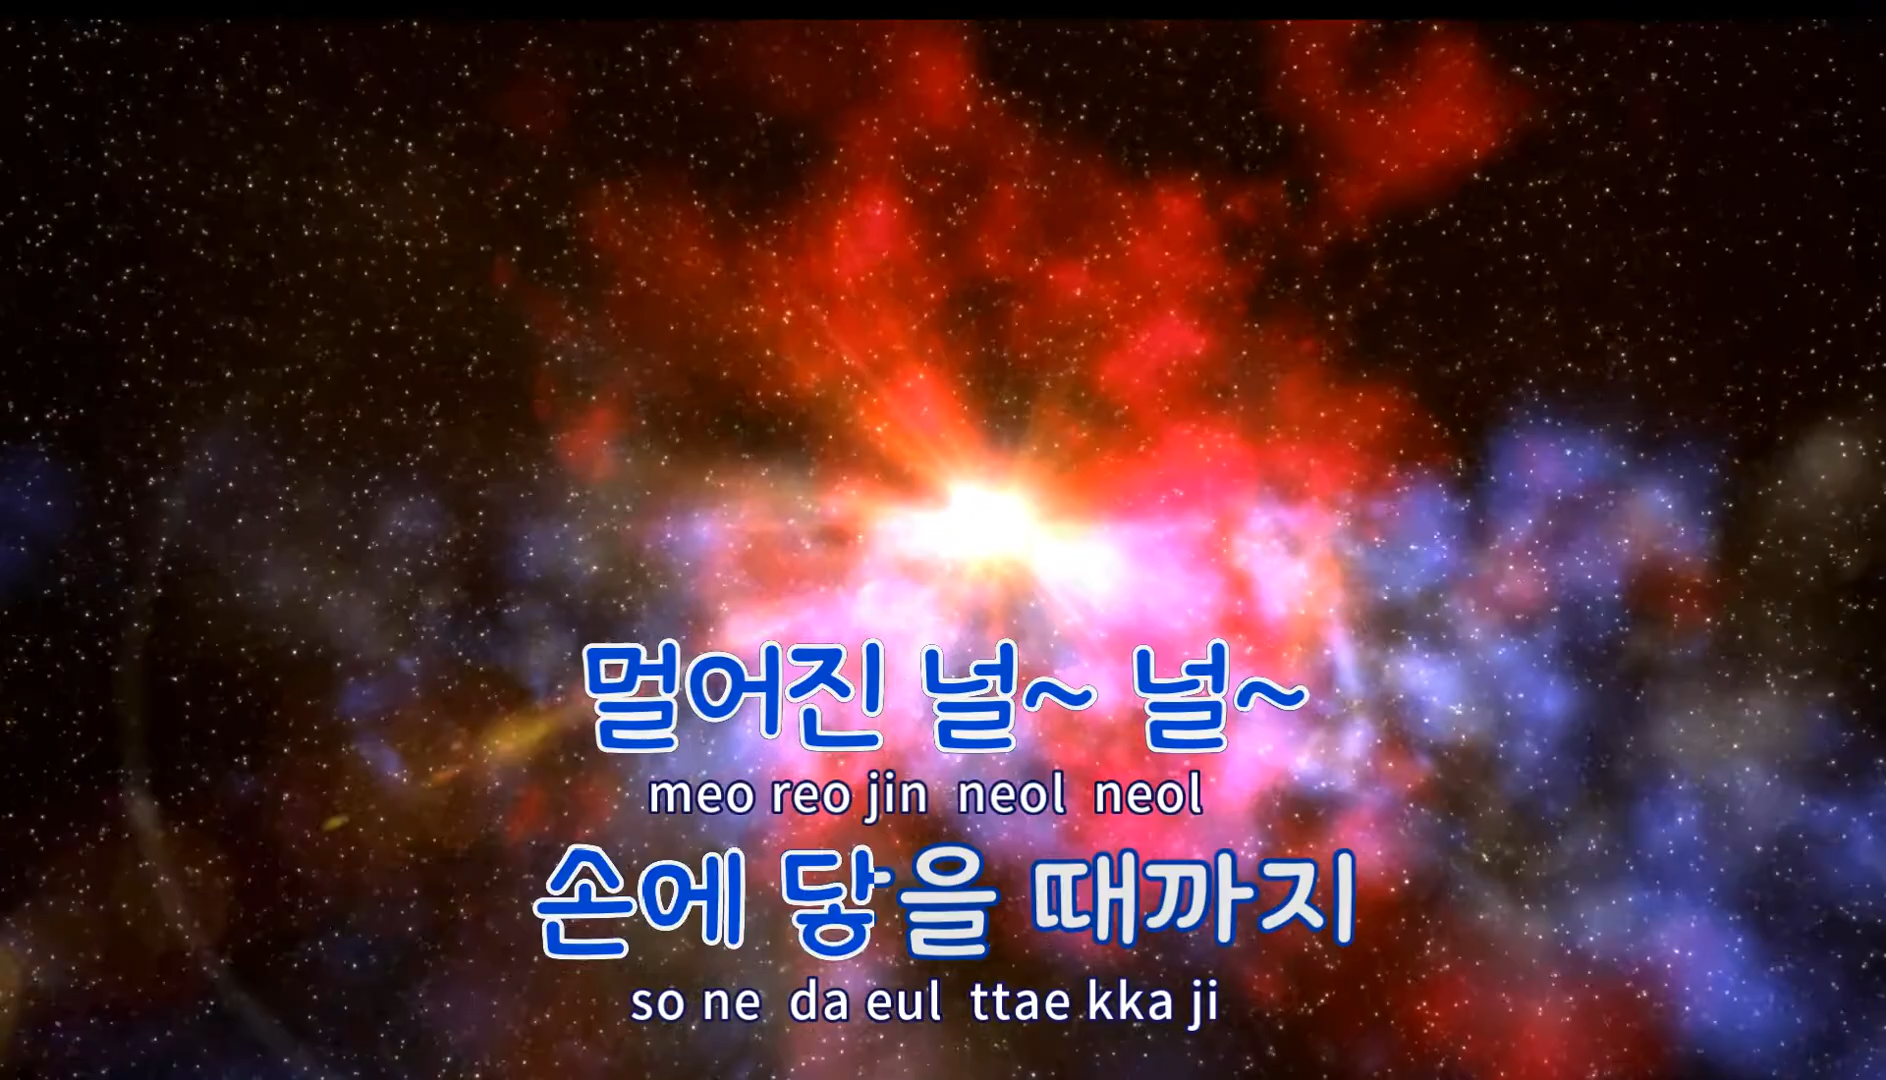 멀어진 널~ 널~
meo reo jin neol neol
손에 닿을 때까지
so ne da eul ttae kka ji